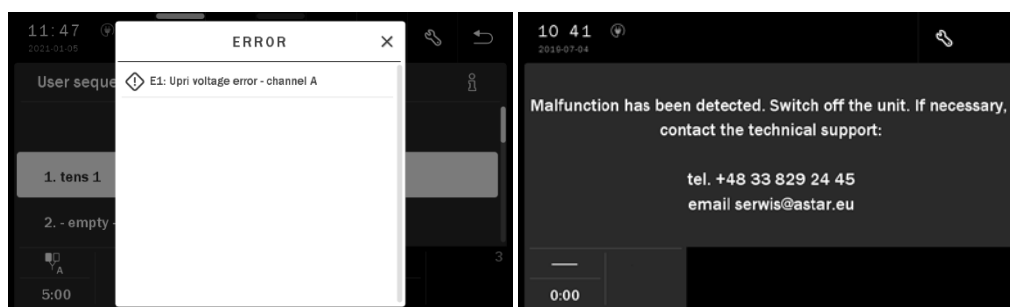 11:47
2021-01-05
ERROR
User seque
E1: Upri voltage error - channel A
1. tens 1
2. - empty -
A
3
5:00
10 41
2016-07-04
Malfunction has been detected. Switch off the unit. If necessary,
contact the technical support:
tel. +48 33 829 24 45
email serwis@astar.eu
0:00